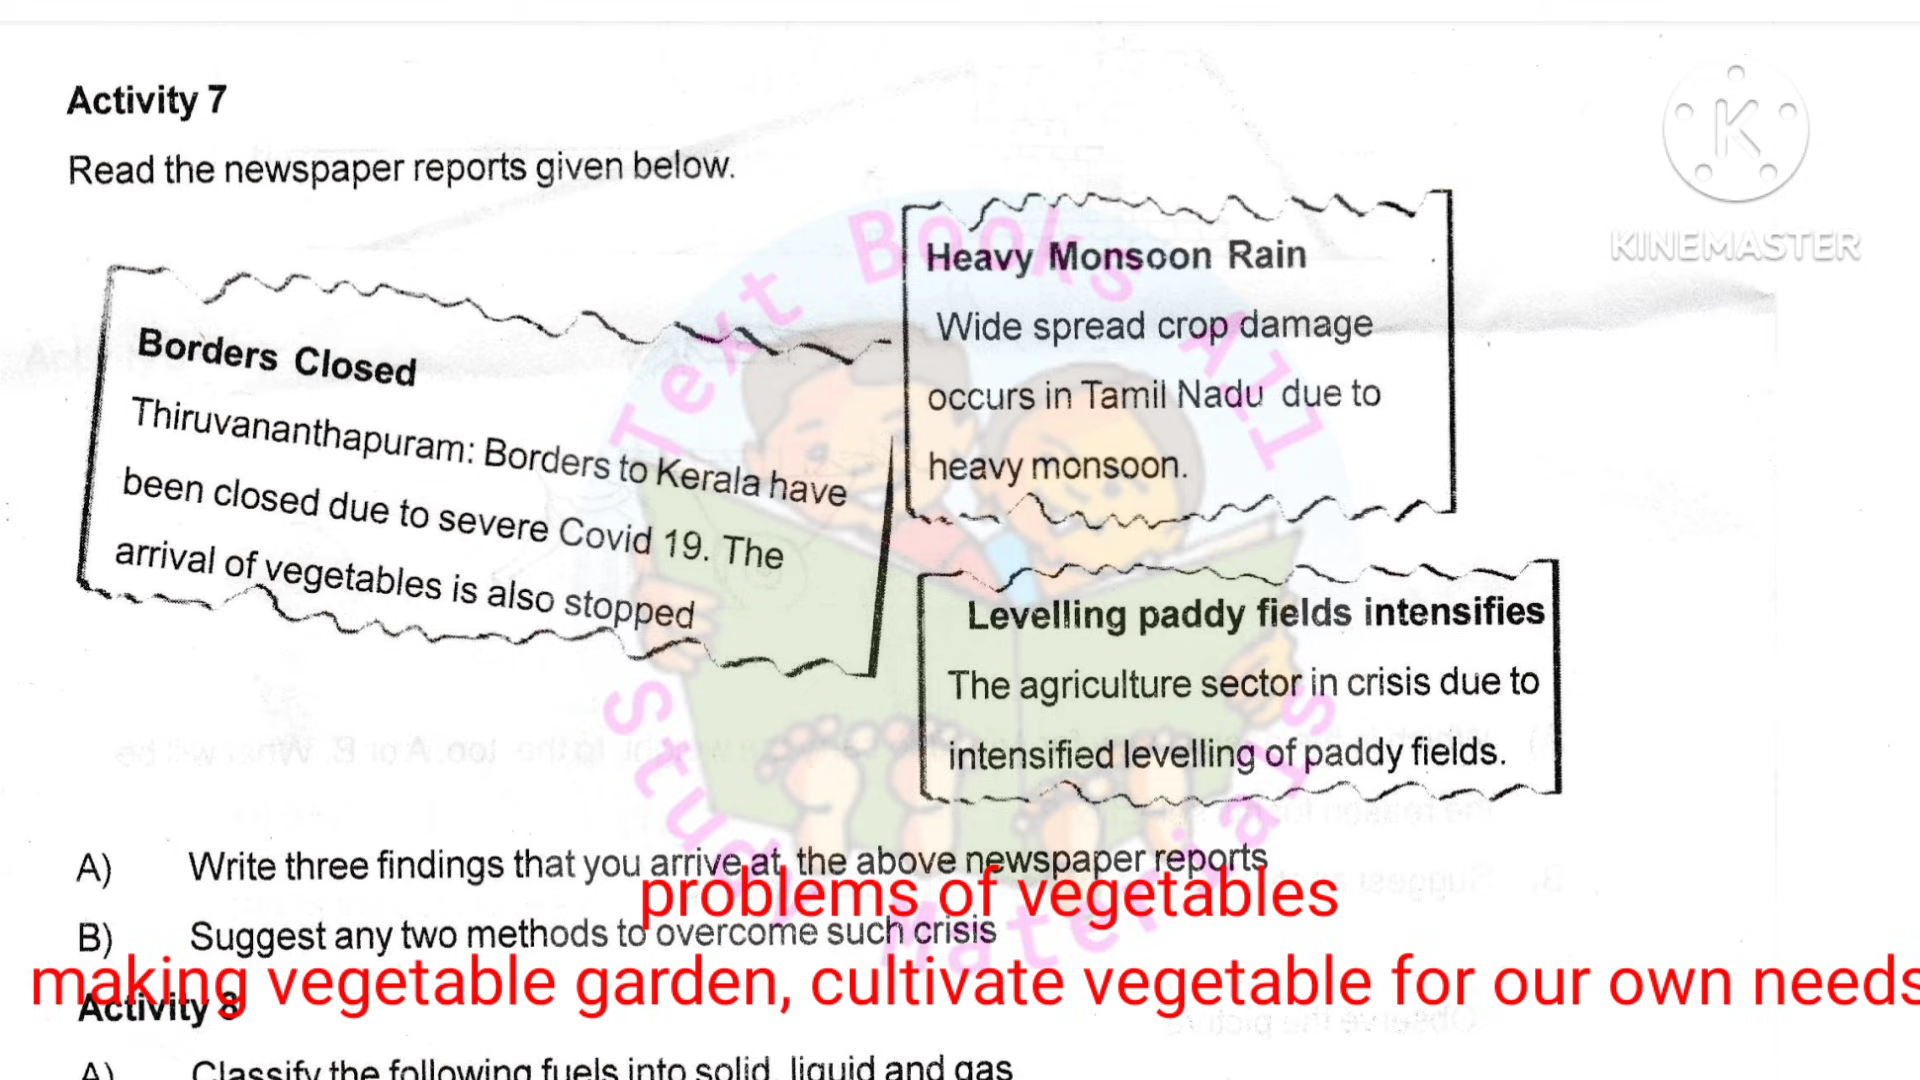 Activity 7
Read the newspaper reports given below.
KINEMASTER
Borders Closed
Thiruvananthapuram: Borders to Kerala have
been closed due to severe Covid 19. The
arrival of vegetables is also stopped
Heavy Monsoon Rain
Wide spread crop damage
occurs in Tamil Nadu due to
heavy monsoon.
Levelling paddy fields intensifies
The agriculture sector in crisis due to
intensified levelling of paddy fields.
Text Books All
Study Materials
A) Write three findings that you arrive at the above newspaper reports
problems of vegetables
B) Suggest any two methods to overcome such crisis
making vegetable garden, cultivate vegetable for our own needs
Activity 8
A) Classify the following fuels into solid, liquid and gas